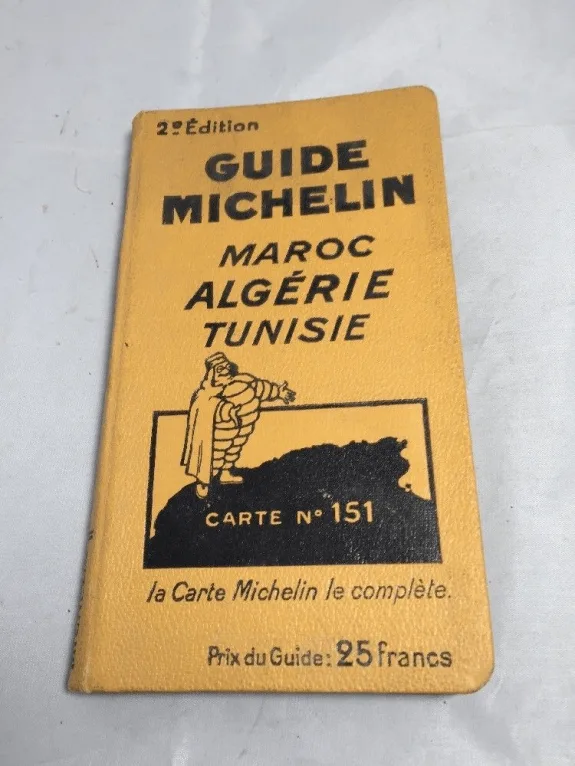 2e Édition
GUIDE
MICHELIN
MAROC
ALGÉRIE
TUNISIE
CARTE No 151
la Carte Michelin le complète.
Prix du Guide: 25 francs